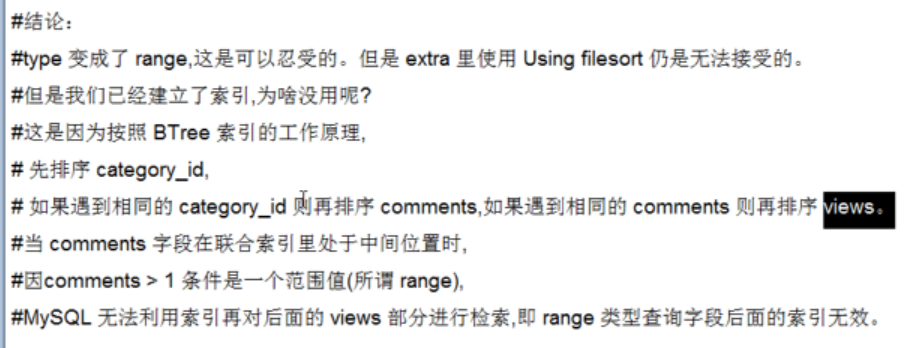 #结论：
#type 变成了 range,这是可以忍受的。但是 extra 里使用 Using filesort 仍是无法接受的。
#但是我们已经建立了索引,为啥没用呢?
#这是因为按照 BTree 索引的工作原理,
# 先排序 category_id,
# 如果遇到相同的 category_id 则再排序 comments,如果遇到相同的 comments 则再排序 views。
#当 comments 字段在联合索引里处于中间位置时,
#因comments > 1 条件是一个范围值(所谓 range),
#MySQL 无法利用索引再对后面的 views 部分进行检索,即 range 类型查询字段后面的索引无效。